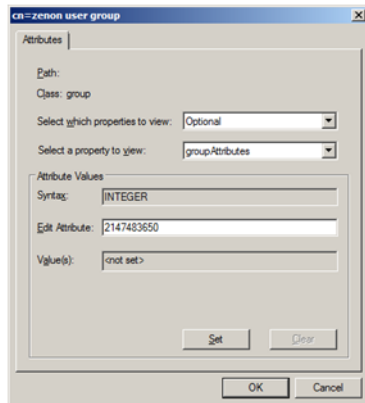 cn=zenon user group
Attributes
Path:
Class: group
Select which properties to view: Optional
Select a property to view: groupAttributes
Attribute Values
Syntax: INTEGER
Edit Attribute: 2147483650
Value(s): <not set>
Set Clear
OK Cancel